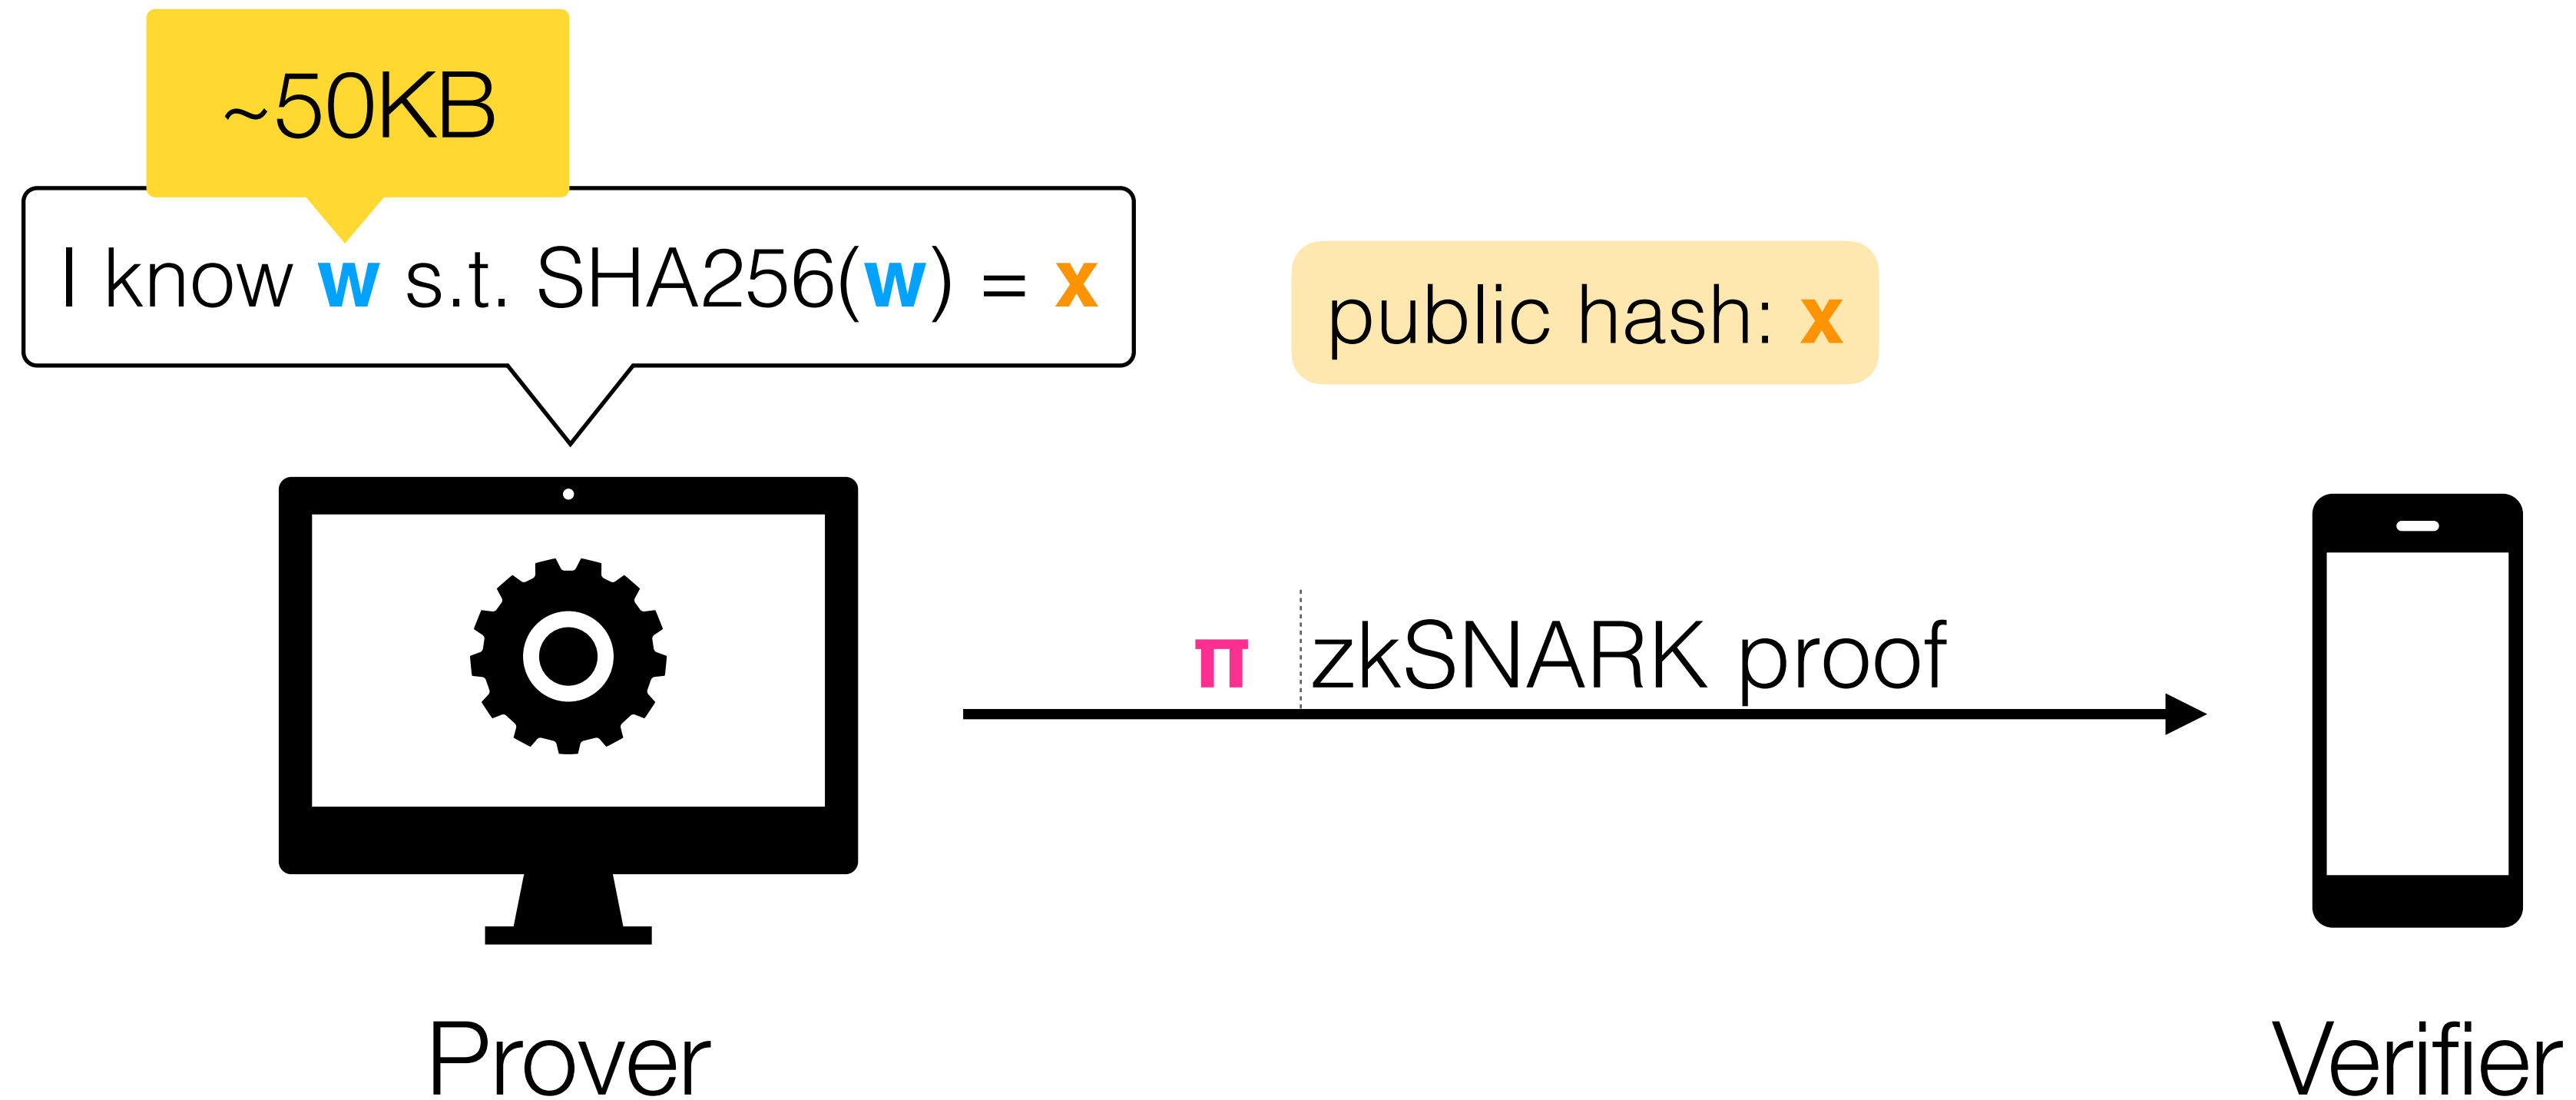 ~50KB
I know w s.t. SHA256(w) = x
public hash: x
π zkSNARK proof
Prover
Verifier